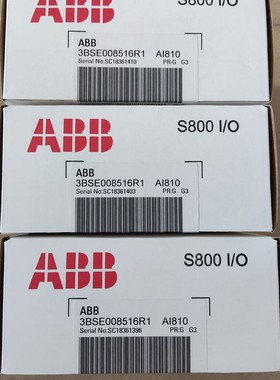 ABB
S800 I/O
ABB
3BSE008516R1 AI810
Serial No:SC18361410 PR:G G3
ABB
S800 I/O
ABB
3BSE008516R1 AI810
Serial No:SC18361403 PR:G G3
ABB
S800 I/O
ABB
3BSE008516R1 AI810
Serial No:SC18361396 PR:G G3